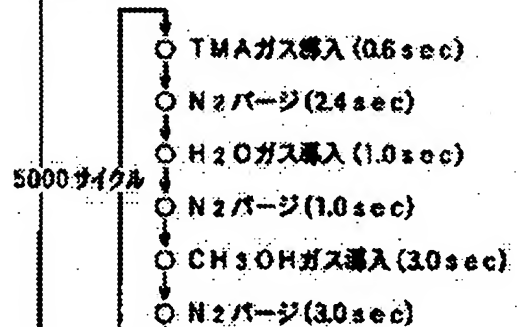 TMAガス導入(0.6sec)
N2パージ(2.4sec)
H2Oガス導入(1.0sec)
5000サイクル
N2パージ(1.0sec)
CH3OHガス導入(3.0sec)
N2パージ(3.0sec)